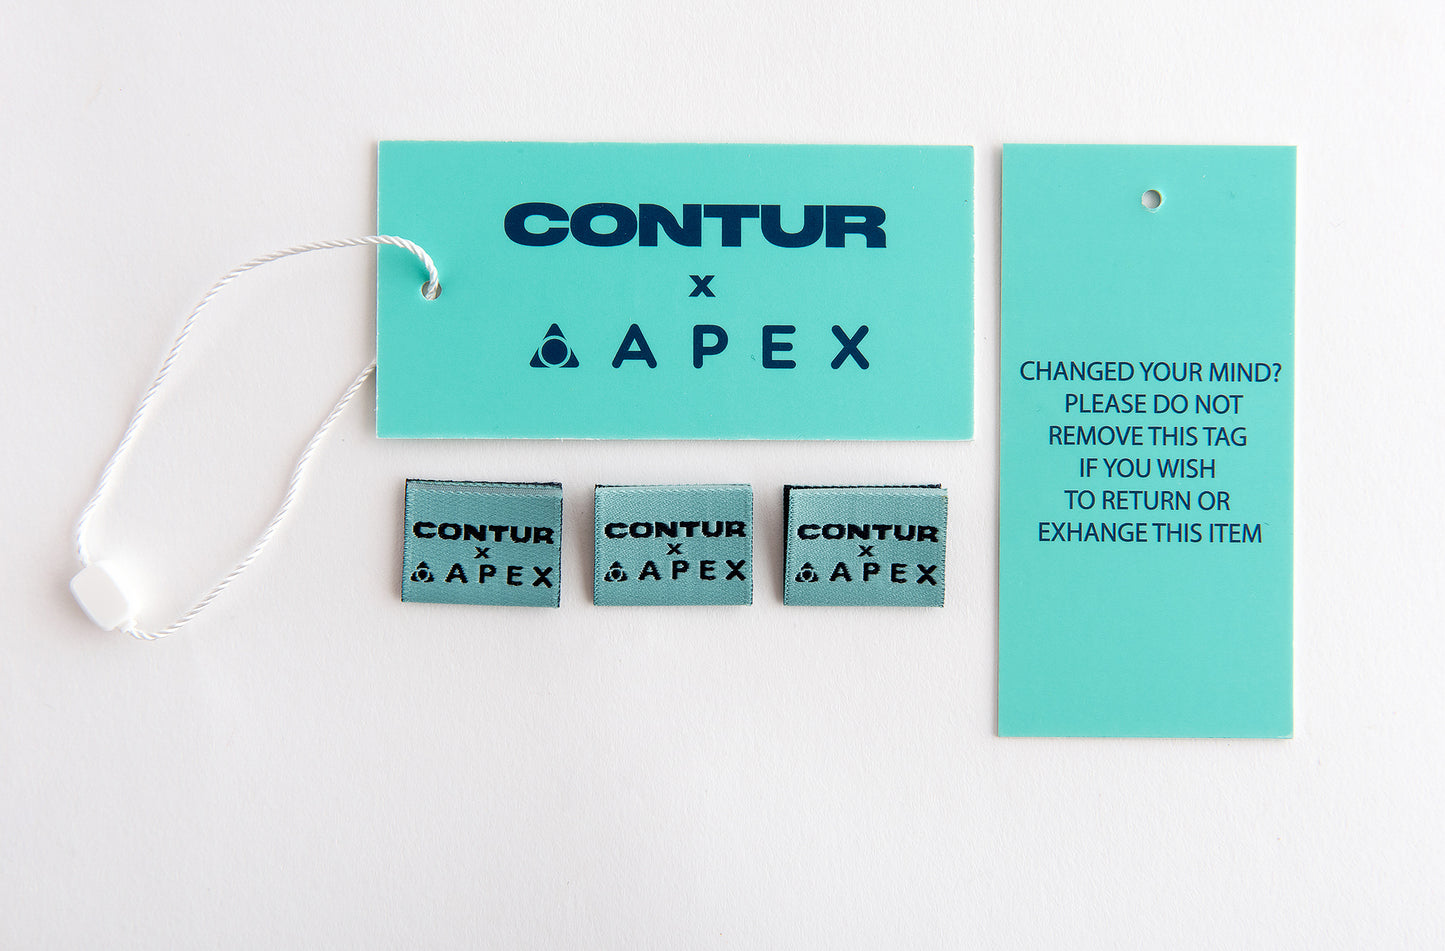 CONTUR
x
APEX
CHANGED YOUR MIND?
PLEASE DO NOT
REMOVE THIS TAG
IF YOU WISH
TO RETURN OR
EXHANGE THIS ITEM
CONTUR
x
APEX
CONTUR
x
APEX
CONTUR
x
APEX